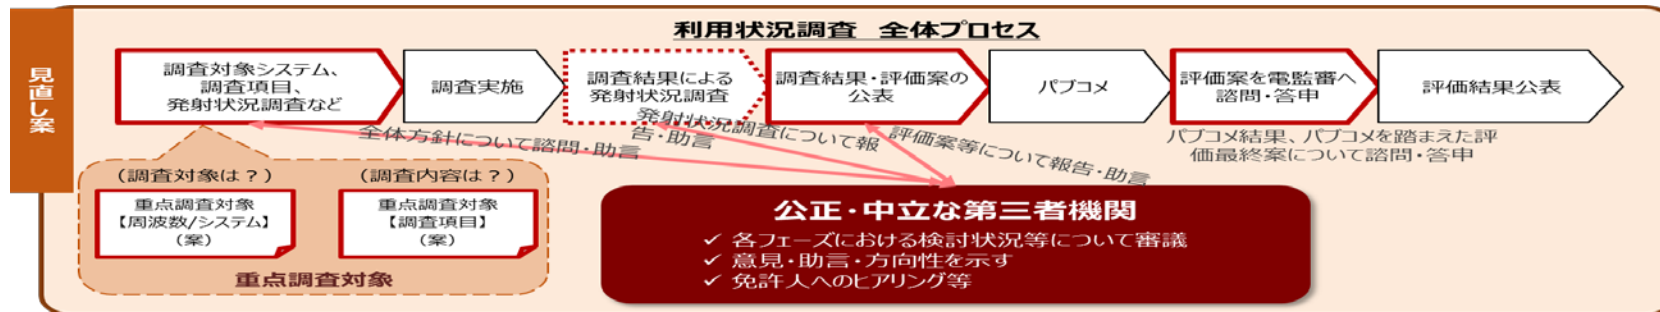 利用状況調査 全体プロセス
見直し案
調査対象システム、
調査項目、
発射状況調査など
調査実施
調査結果による
発射状況調査
調査結果・評価案の
公表
パブコメ
評価案を電監審へ
諮問・答申
評価結果公表
全体方針について諮問・助言
発射状況調査について報
告・助言
評価案等について報告・助言
パブコメ結果、パブコメを踏まえた評
価最終案について諮問・答申
(調査対象は?)
(調査内容は?)
重点調査対象
【周波数/システム】
(案)
重点調査対象
【調査項目】
(案)
重点調査対象
公正・中立な第三者機関
✓ 各フェーズにおける検討状況等について審議
✓ 意見・助言・方向性を示す
✓ 免許人へのヒアリング等